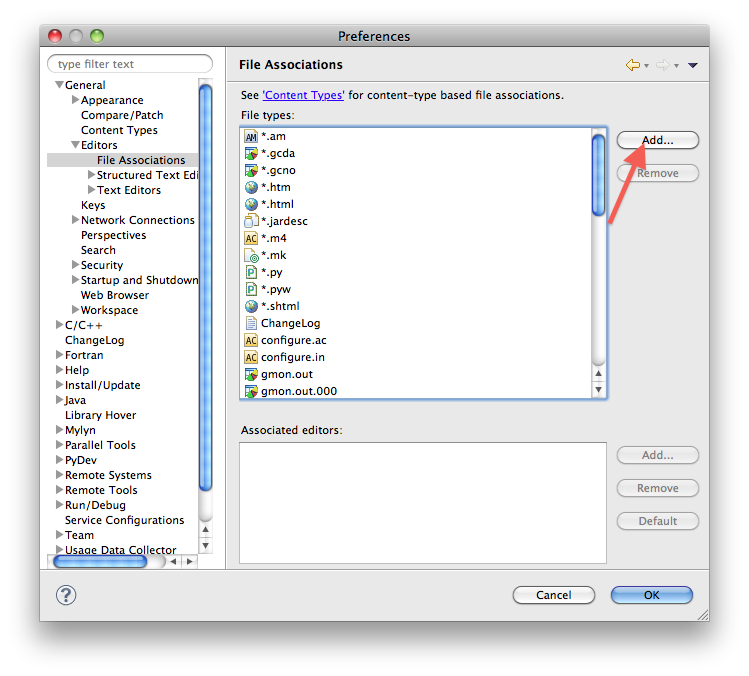 Preferences
type filter text
General
Appearance
Compare/Patch
Content Types
Editors
File Associations
Structured Text Edi
Text Editors
Keys
Network Connections
Perspectives
Search
Security
Startup and Shutdown
Web Browser
Workspace
C/C++
ChangeLog
Fortran
Help
Install/Update
Java
Library Hover
Mylyn
Parallel Tools
PyDev
Remote Systems
Remote Tools
Run/Debug
Service Configurations
Team
Usage Data Collector
File Associations
See 'Content Types' for content-type based file associations.
File types:
AM *.am
*.gcda
*.gcno
*.htm
*.html
*.jardesc
AC *.m4
*.mk
P *.py
P *.pyw
*.shtml
ChangeLog
AC configure.ac
AC configure.in
gmon.out
gmon.out.000
Add...
Remove
Associated editors:
Add...
Remove
Default
?
Cancel
OK